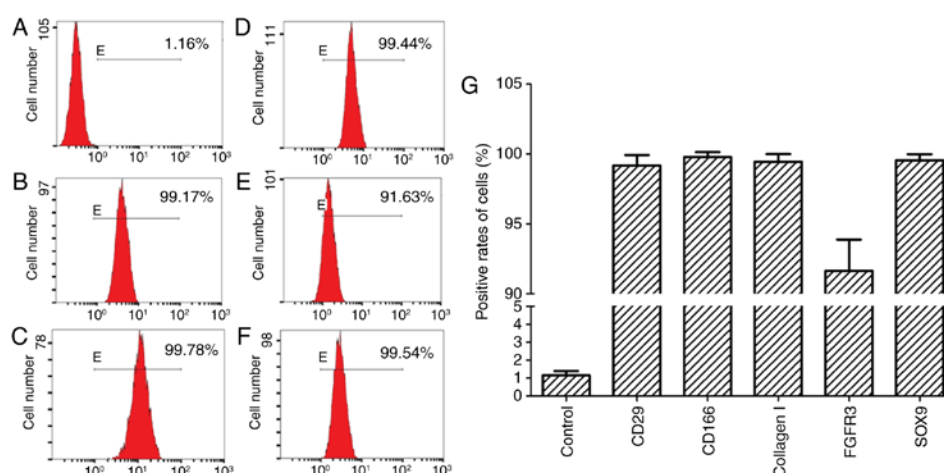 A
105
Cell number
E
1.16%
10⁰ 10¹ 10² 10³
B
97
Cell number
E
99.17%
10⁰ 10¹ 10² 10³
C
78
Cell number
E
99.78%
10⁰ 10¹ 10² 10³
D
111
Cell number
E
99.44%
10⁰ 10¹ 10² 10³
E
101
Cell number
E
91.63%
10⁰ 10¹ 10² 10³
F
98
Cell number
E
99.54%
10⁰ 10¹ 10² 10³
G
Positive rates of cells (%)
105
100
95
90
5
4
3
2
1
0
Control
CD29
CD166
Collagen I
FGFR3
SOX9